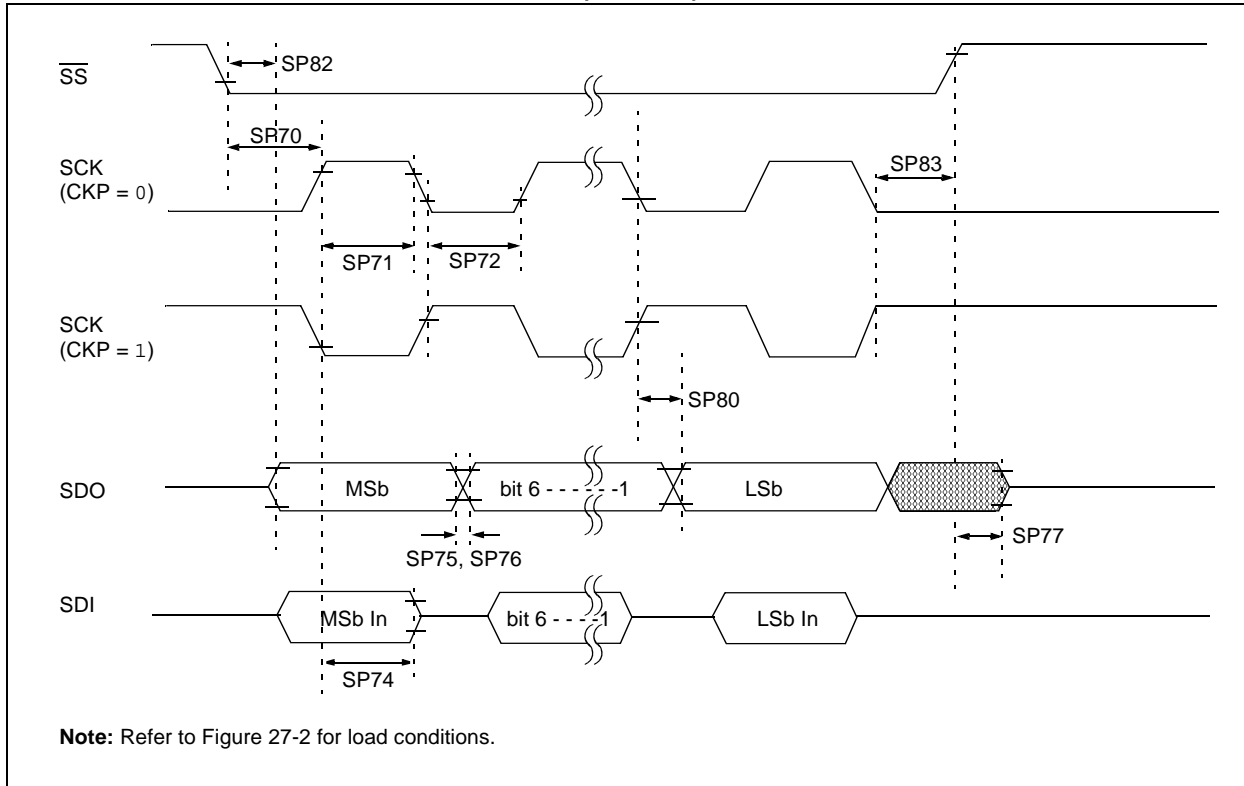 SS
SP82
SP70
SCK
(CKP = 0)
SP83
SP71
SP72
SCK
(CKP = 1)
SP80
SDO
MSb
bit 6 - - - - - -1
LSb
SP75, SP76
SP77
SDI
MSb In
bit 6 - - - -1
LSb In
SP74
Note: Refer to Figure 27-2 for load conditions.